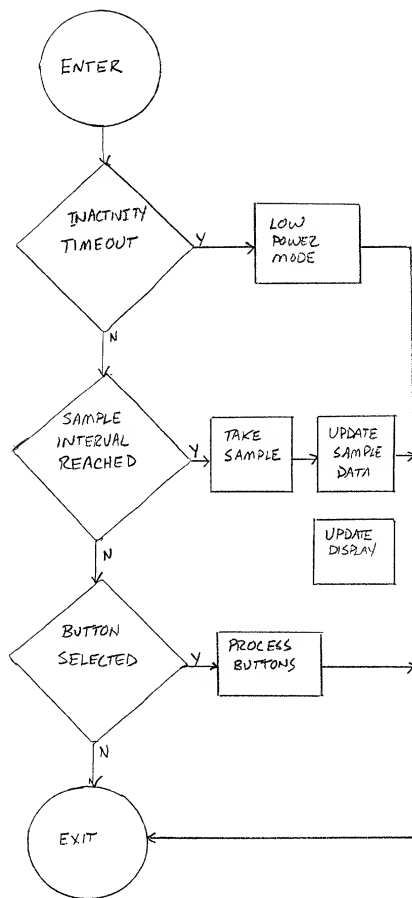 ENTER
INACTIVITY
TIMEOUT
Y
LOW
POWER
MODE
N
SAMPLE
INTERVAL
REACHED
Y
TAKE
SAMPLE
UPDATE
SAMPLE
DATA
UPDATE
DISPLAY
N
BUTTON
SELECTED
Y
PROCESS
BUTTONS
N
EXIT